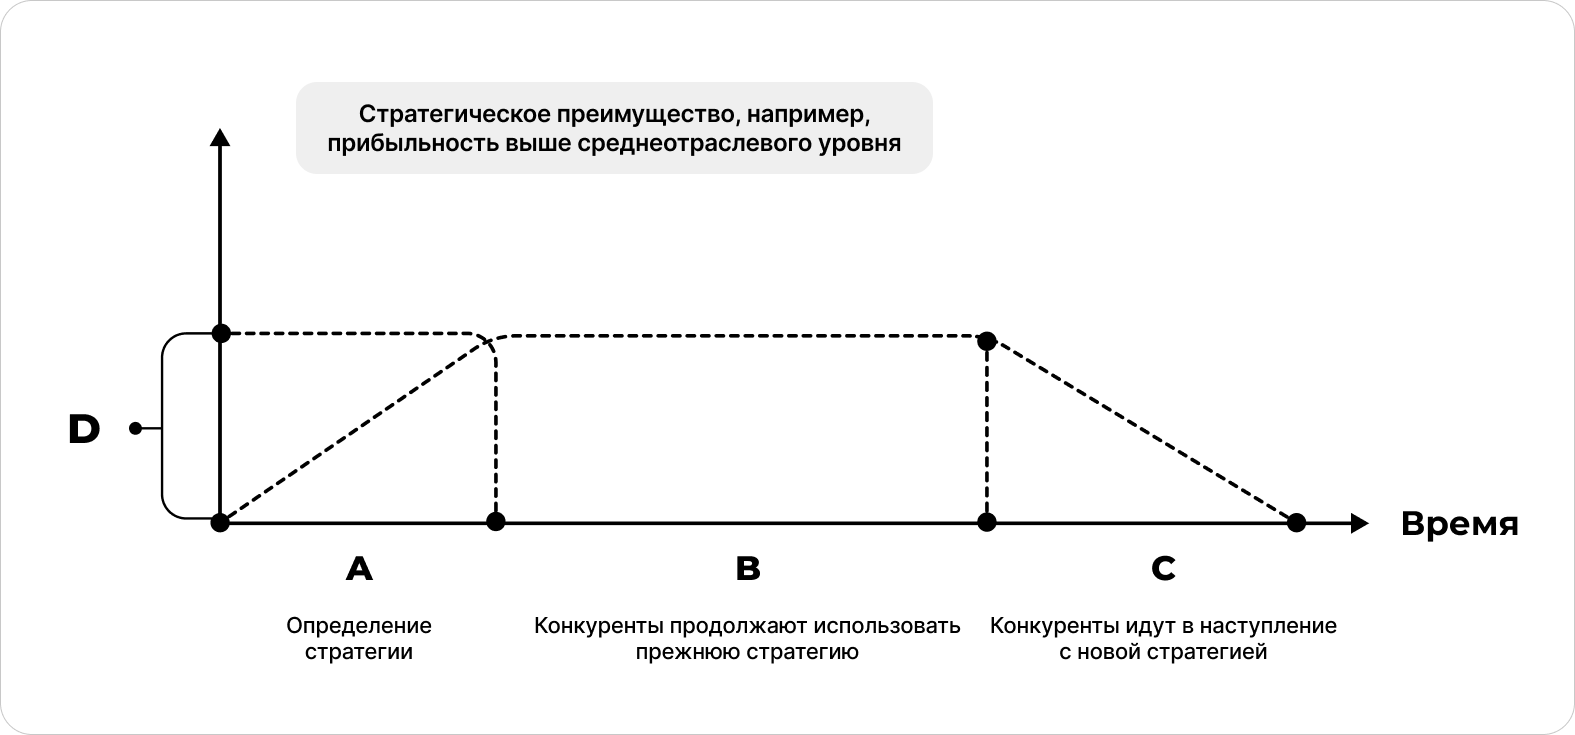 Стратегическое преимущество, например,
прибыльность выше среднеотраслевого уровня
D
Время
A
B
C
Определение
стратегии
Конкуренты продолжают использовать
прежнюю стратегию
Конкуренты идут в наступление
с новой стратегией